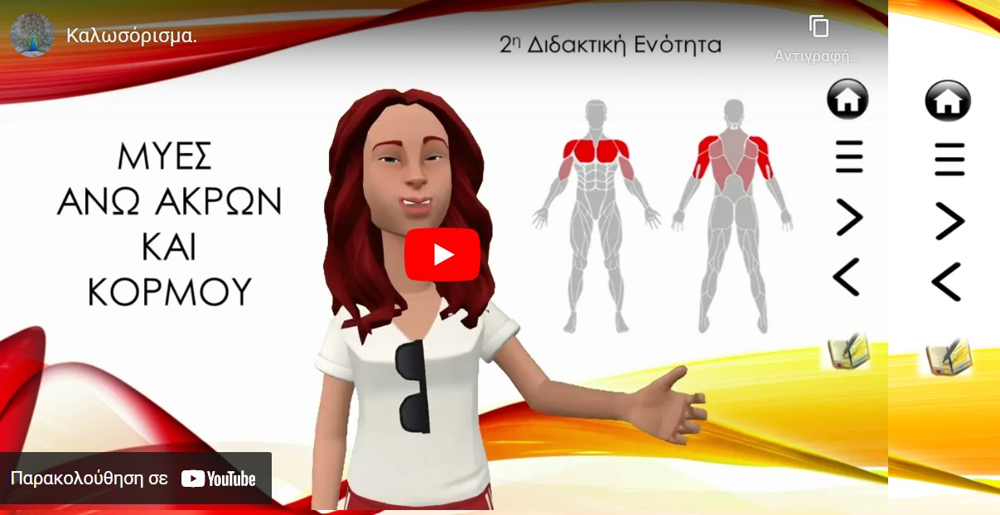 Καλωσόρισμα.
2η Διδακτική Ενότητα
Αντιγραφή...
ΜΥΕΣ
ΑΝΩ ΑΚΡΩΝ
ΚΑΙ
ΚΟΡΜΟΥ
Παρακολούθηση σε YouTube